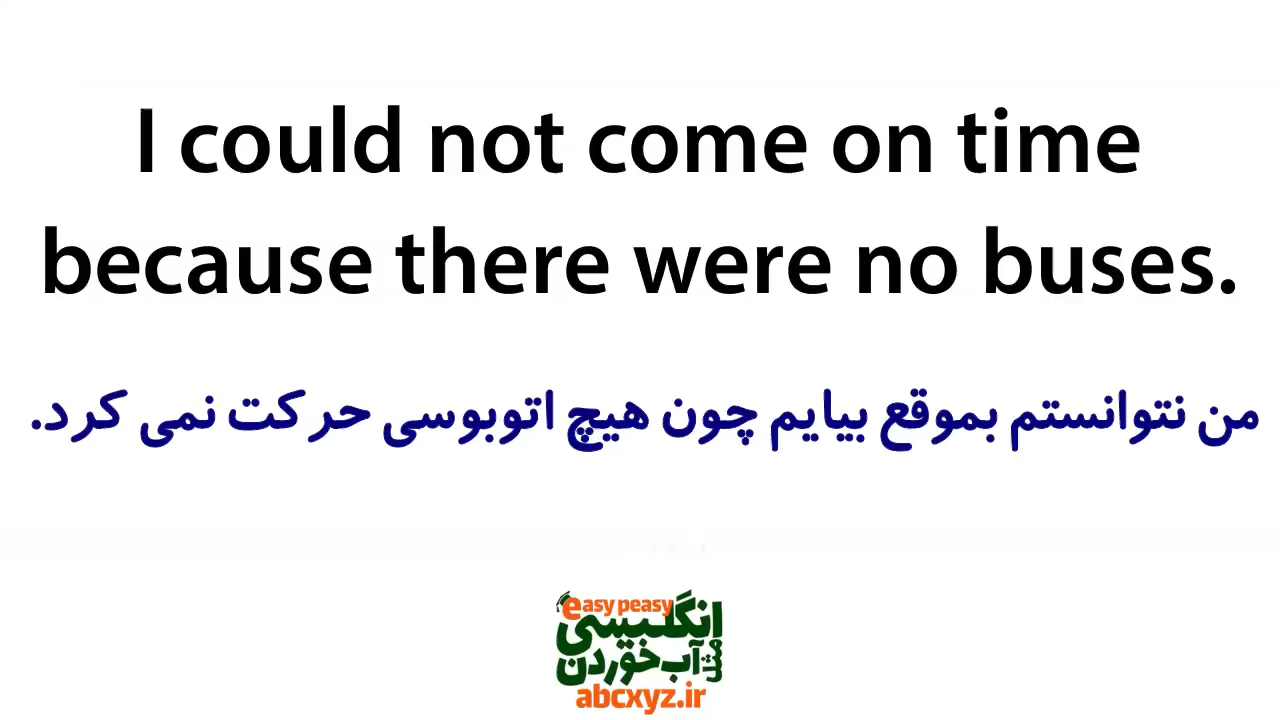 I could not come on time
because there were no buses.
من نتوانستم بموقع بیایم چون هیچ اتوبوسی حرکت نمی کرد.
easy peasy
انگلیسی
مثل آب خوردن
abcxyz.ir